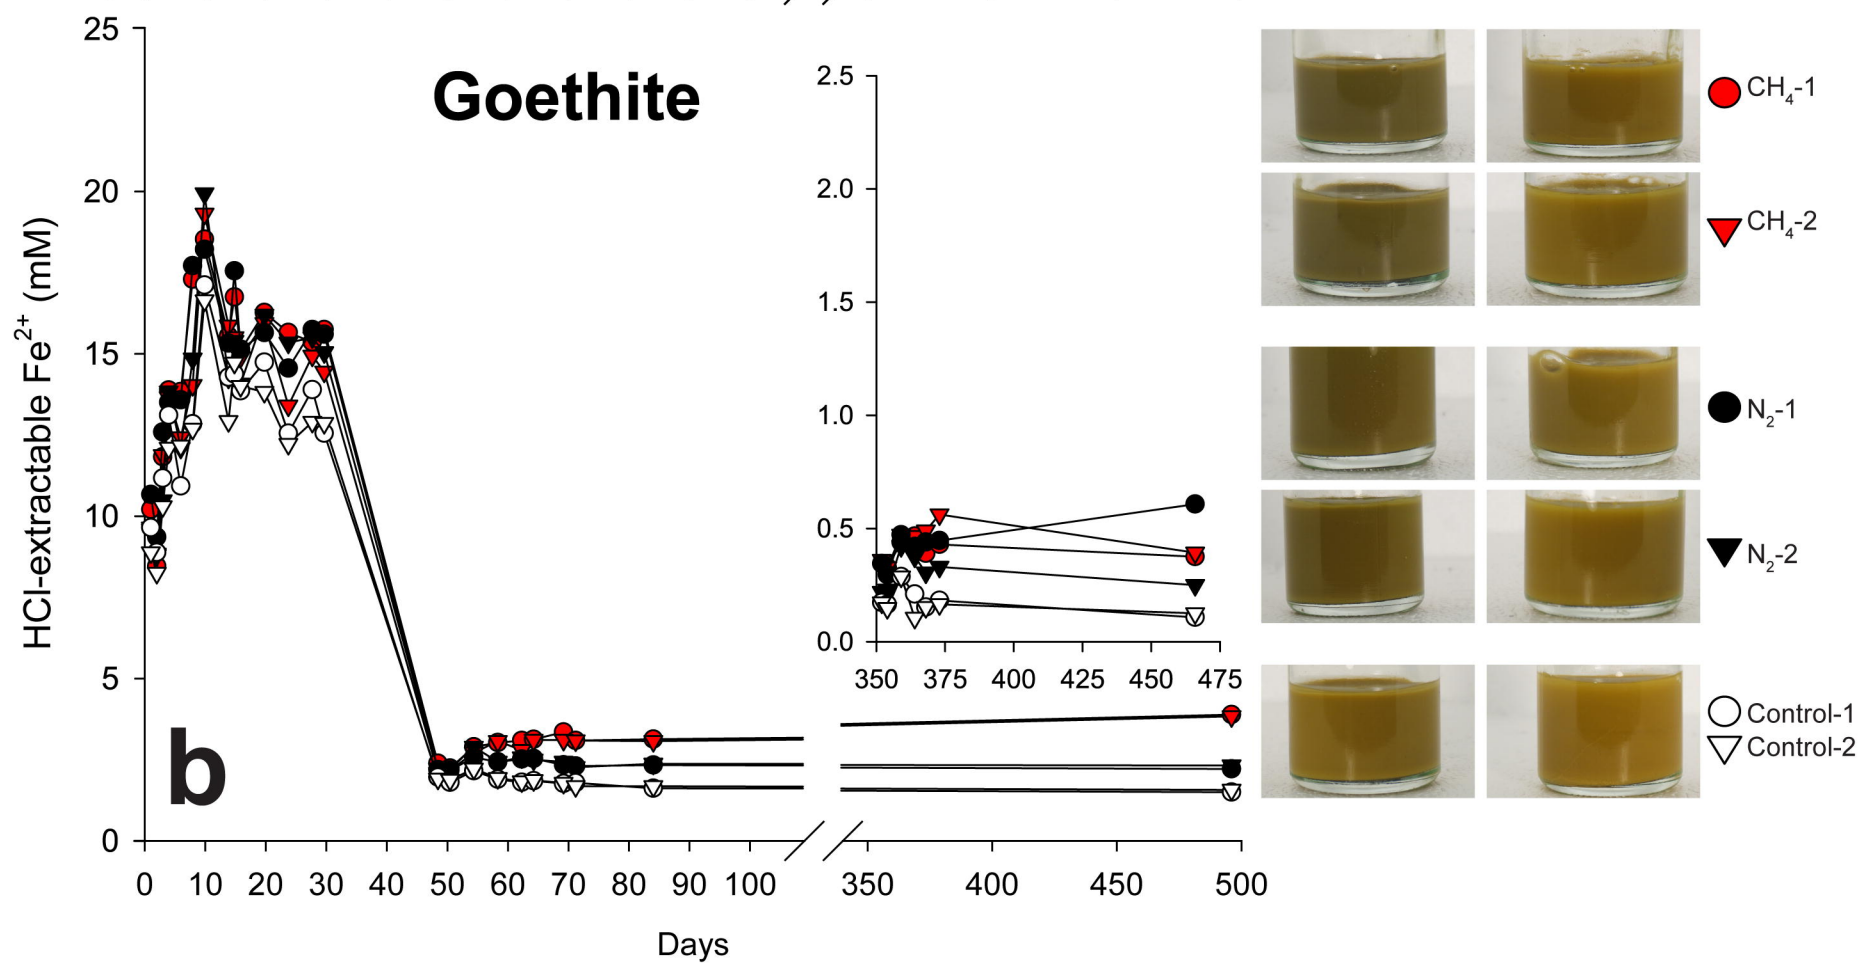 Goethite
HCl-extractable Fe²⁺ (mM)
25
20
15
10
5
0
b
0 10 20 30 40 50 60 70 80 90 100 350 400 450 500
Days
2.5
2.0
1.5
1.0
0.5
0.0
350 375 400 425 450 475
CH₄-1
CH₄-2
N₂-1
N₂-2
Control-1
Control-2